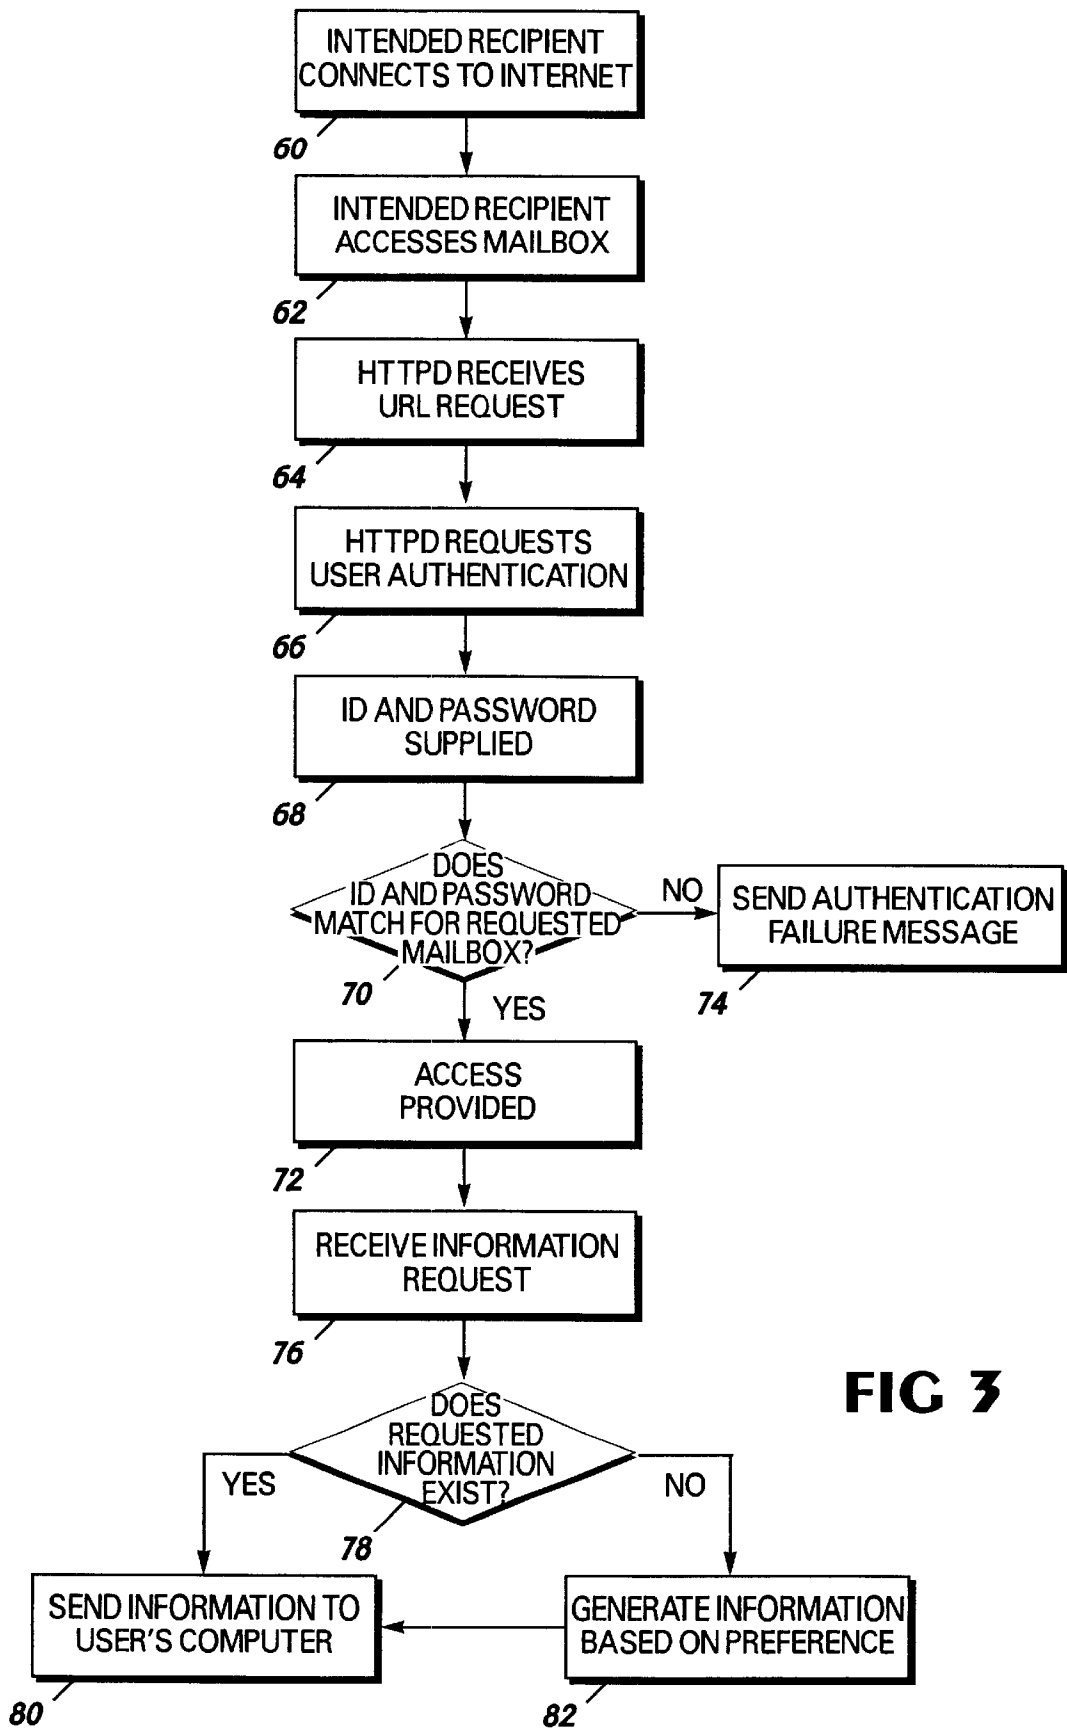 INTENDED RECIPIENT
CONNECTS TO INTERNET
60
INTENDED RECIPIENT
ACCESSES MAILBOX
62
HTTPD RECEIVES
URL REQUEST
64
HTTPD REQUESTS
USER AUTHENTICATION
66
ID AND PASSWORD
SUPPLIED
68
DOES
ID AND PASSWORD
MATCH FOR REQUESTED
MAILBOX?
70
NO
SEND AUTHENTICATION
FAILURE MESSAGE
74
YES
ACCESS
PROVIDED
72
RECEIVE INFORMATION
REQUEST
76
FIG 3
DOES
REQUESTED
INFORMATION
EXIST?
78
YES
NO
SEND INFORMATION TO
USER'S COMPUTER
80
GENERATE INFORMATION
BASED ON PREFERENCE
82